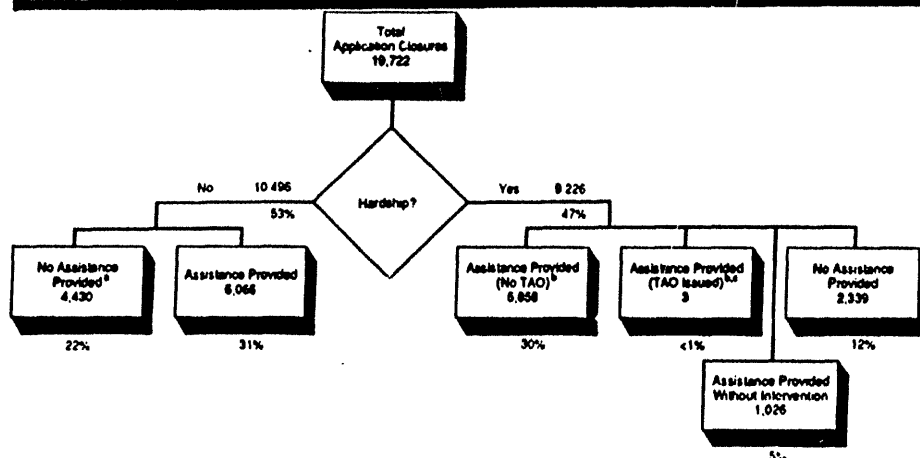 Total
Application Closures
19,722
Hardship?
No 10 496
53%
Yes 9 226
47%
No Assistance
Provided a
4,430
22%
Assistance Provided
6,066
31%
Assistance Provided
(No TAO) b
5,858
30%
Assistance Provided
(TAO Issued) b,c
3
<1%
No Assistance
Provided
2,339
12%
Assistance Provided
Without Intervention
1,026
5%